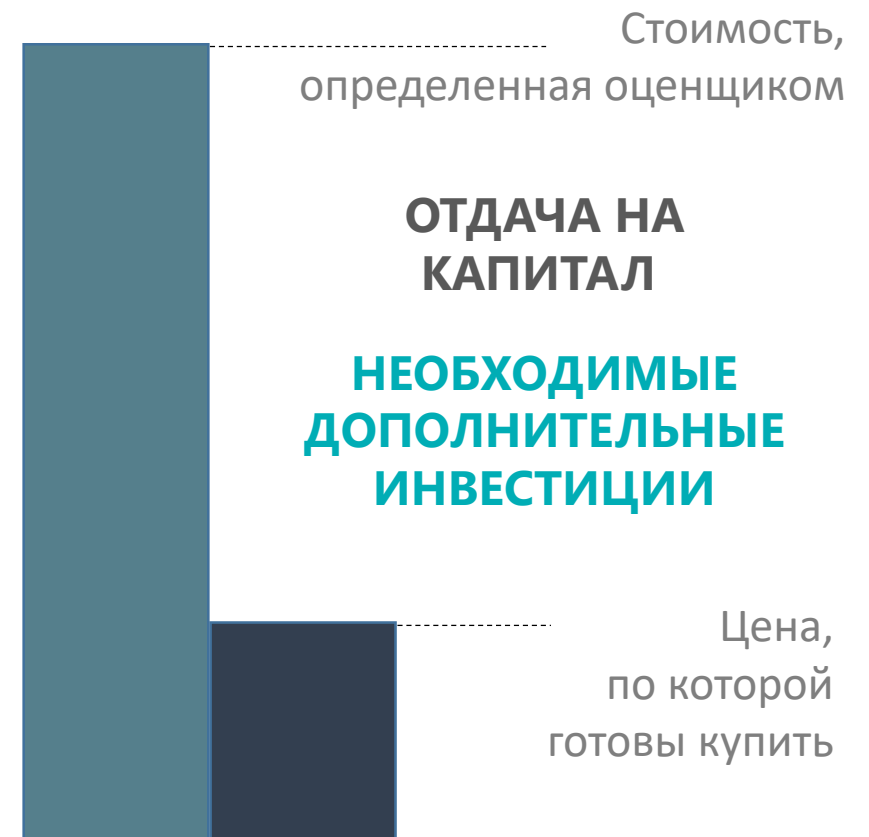 Стоимость,
определенная оценщиком
ОТДАЧА НА
КАПИТАЛ
НЕОБХОДИМЫЕ
ДОПОЛНИТЕЛЬНЫЕ
ИНВЕСТИЦИИ
Цена,
по которой
готовы купить